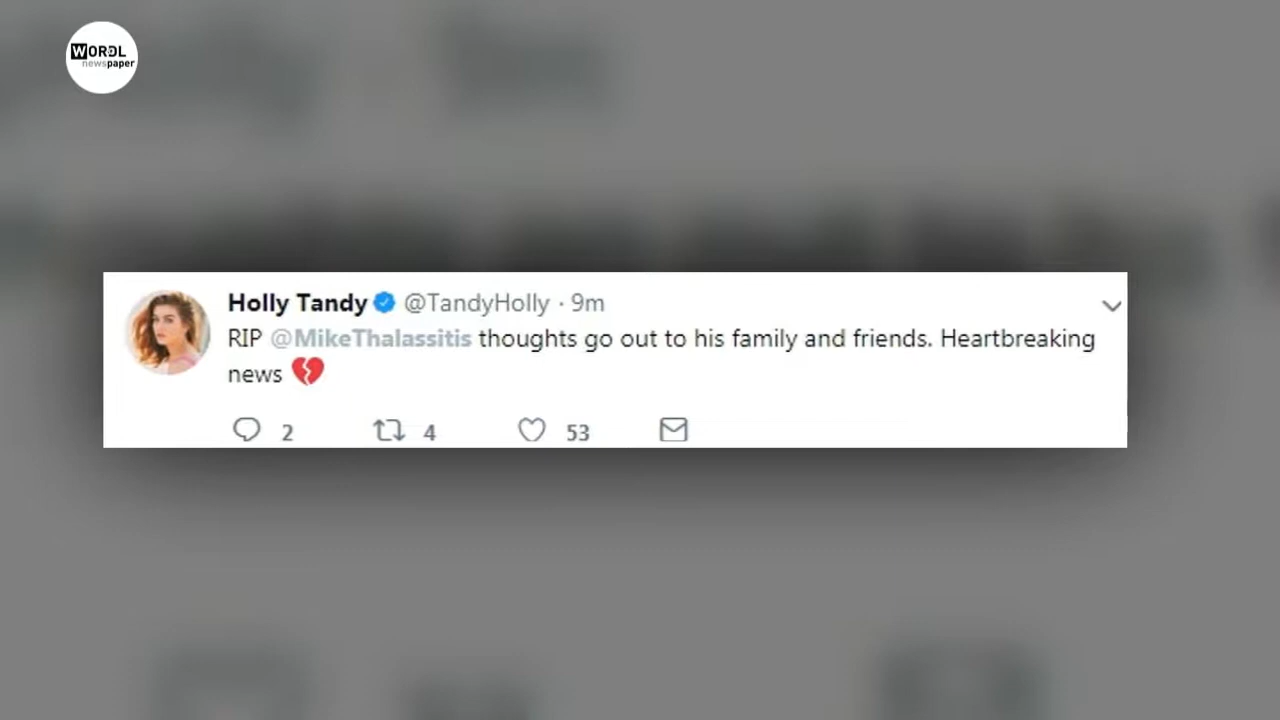 WORDL
newspaper
Holly Tandy @TandyHolly · 9m
RIP @MikeThalassitis thoughts go out to his family and friends. Heartbreaking
news 💔
2 4 53